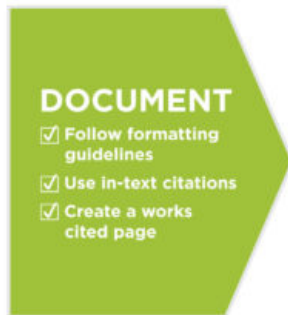 DOCUMENT
☑ Follow formatting
guidelines
☑ Use in-text citations
☑ Create a works
cited page